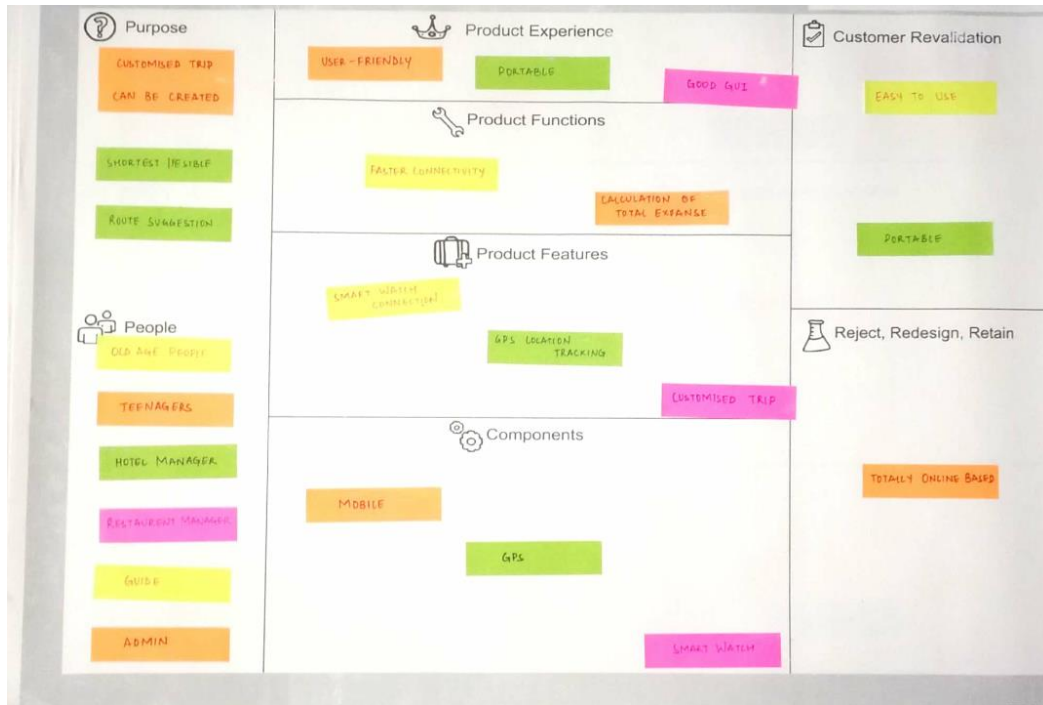 Purpose
CUSTOMISED TRIP
CAN BE CREATED
SHORTEST
ROUTE SUGGESTION
People
OLD AGE PEOPLE
TEENAGERS
HOTEL MANAGER
RESTAURENT MANAGER
GUIDE
ADMIN
Product Experience
USER-FRIENDLY
PORTABLE
GOOD GUI
Product Functions
FASTER CONNECTIVITY
CALCULATION OF
TOTAL EXPANSE
Product Features
SMART WATCH
CONNECTION
GPS LOCATION
TRACKING
CUSTOMISED TRIP
Components
MOBILE
GPS
SMART WATCH
Customer Revalidation
EASY TO USE
PORTABLE
Reject, Redesign, Retain
TOTALLY ONLINE BASED